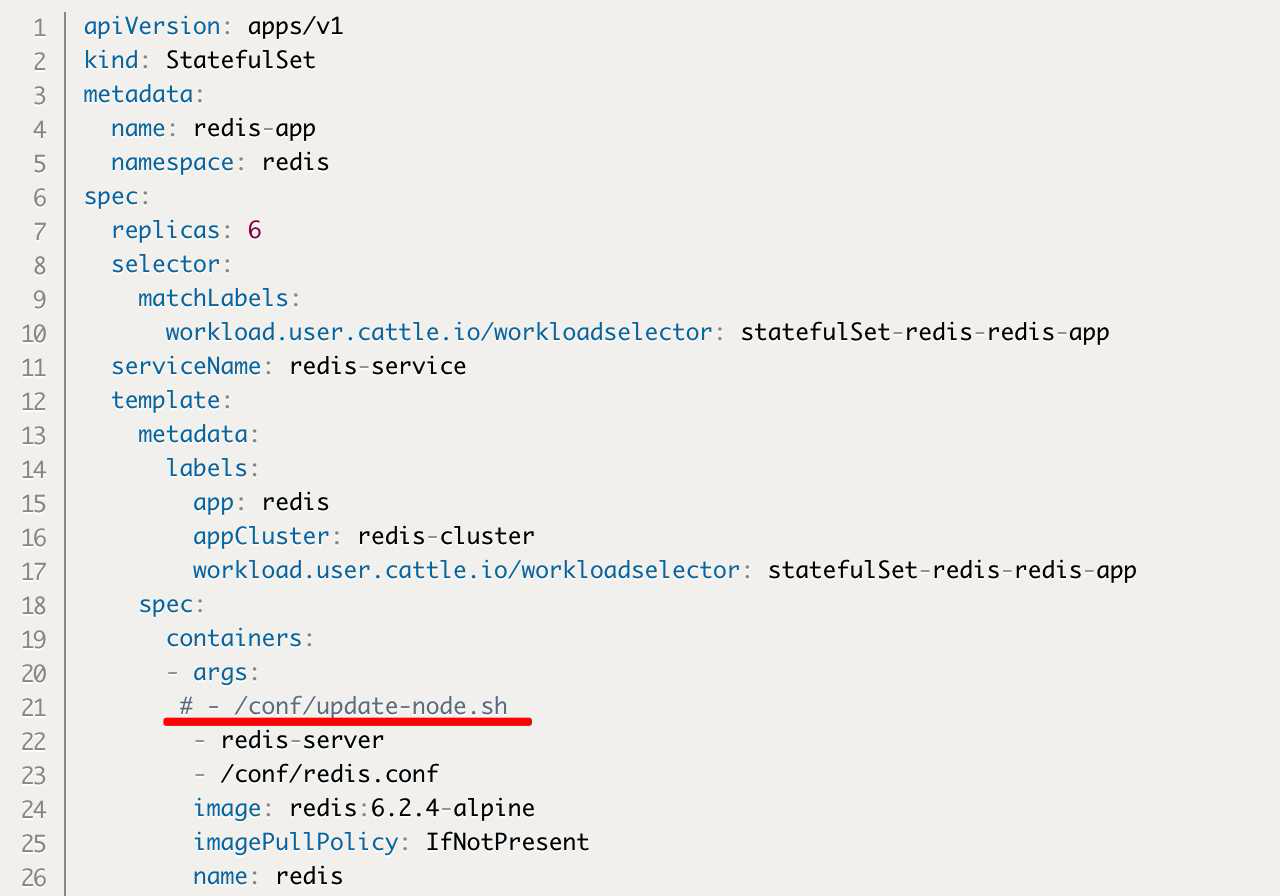 1 apiVersion: apps/v1
2 kind: StatefulSet
3 metadata:
4   name: redis-app
5   namespace: redis
6 spec:
7   replicas: 6
8   selector:
9     matchLabels:
10       workload.user.cattle.io/workloadselector: statefulSet-redis-redis-app
11   serviceName: redis-service
12   template:
13     metadata:
14       labels:
15         app: redis
16         appCluster: redis-cluster
17         workload.user.cattle.io/workloadselector: statefulSet-redis-redis-app
18     spec:
19       containers:
20       - args:
21        # - /conf/update-node.sh
22         - redis-server
23         - /conf/redis.conf
24         image: redis:6.2.4-alpine
25         imagePullPolicy: IfNotPresent
26         name: redis